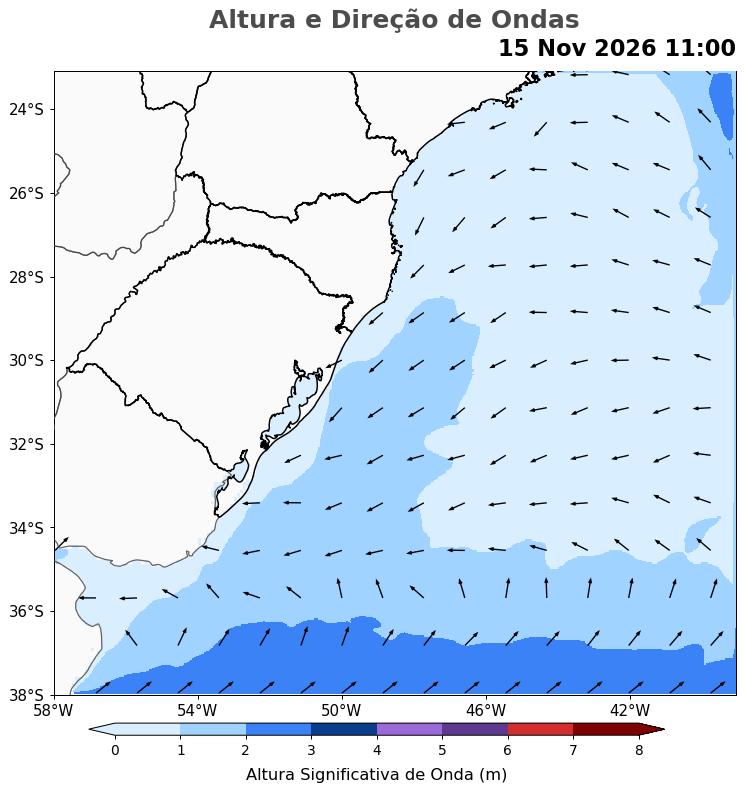 Altura e Direção de Ondas
15 Nov 2026 11:00
24°S
26°S
28°S
30°S
32°S
34°S
36°S
38°S
58°W 54°W 50°W 46°W 42°W
0 1 2 3 4 5 6 7 8
Altura Significativa de Onda (m)